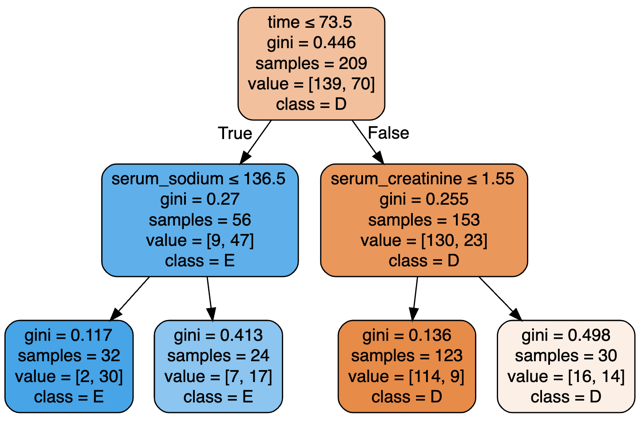 time ≤ 73.5
gini = 0.446
samples = 209
value = [139, 70]
class = D
True
False
serum_sodium ≤ 136.5
gini = 0.27
samples = 56
value = [9, 47]
class = E
serum_creatinine ≤ 1.55
gini = 0.255
samples = 153
value = [130, 23]
class = D
gini = 0.117
samples = 32
value = [2, 30]
class = E
gini = 0.413
samples = 24
value = [7, 17]
class = E
gini = 0.136
samples = 123
value = [114, 9]
class = D
gini = 0.498
samples = 30
value = [16, 14]
class = D